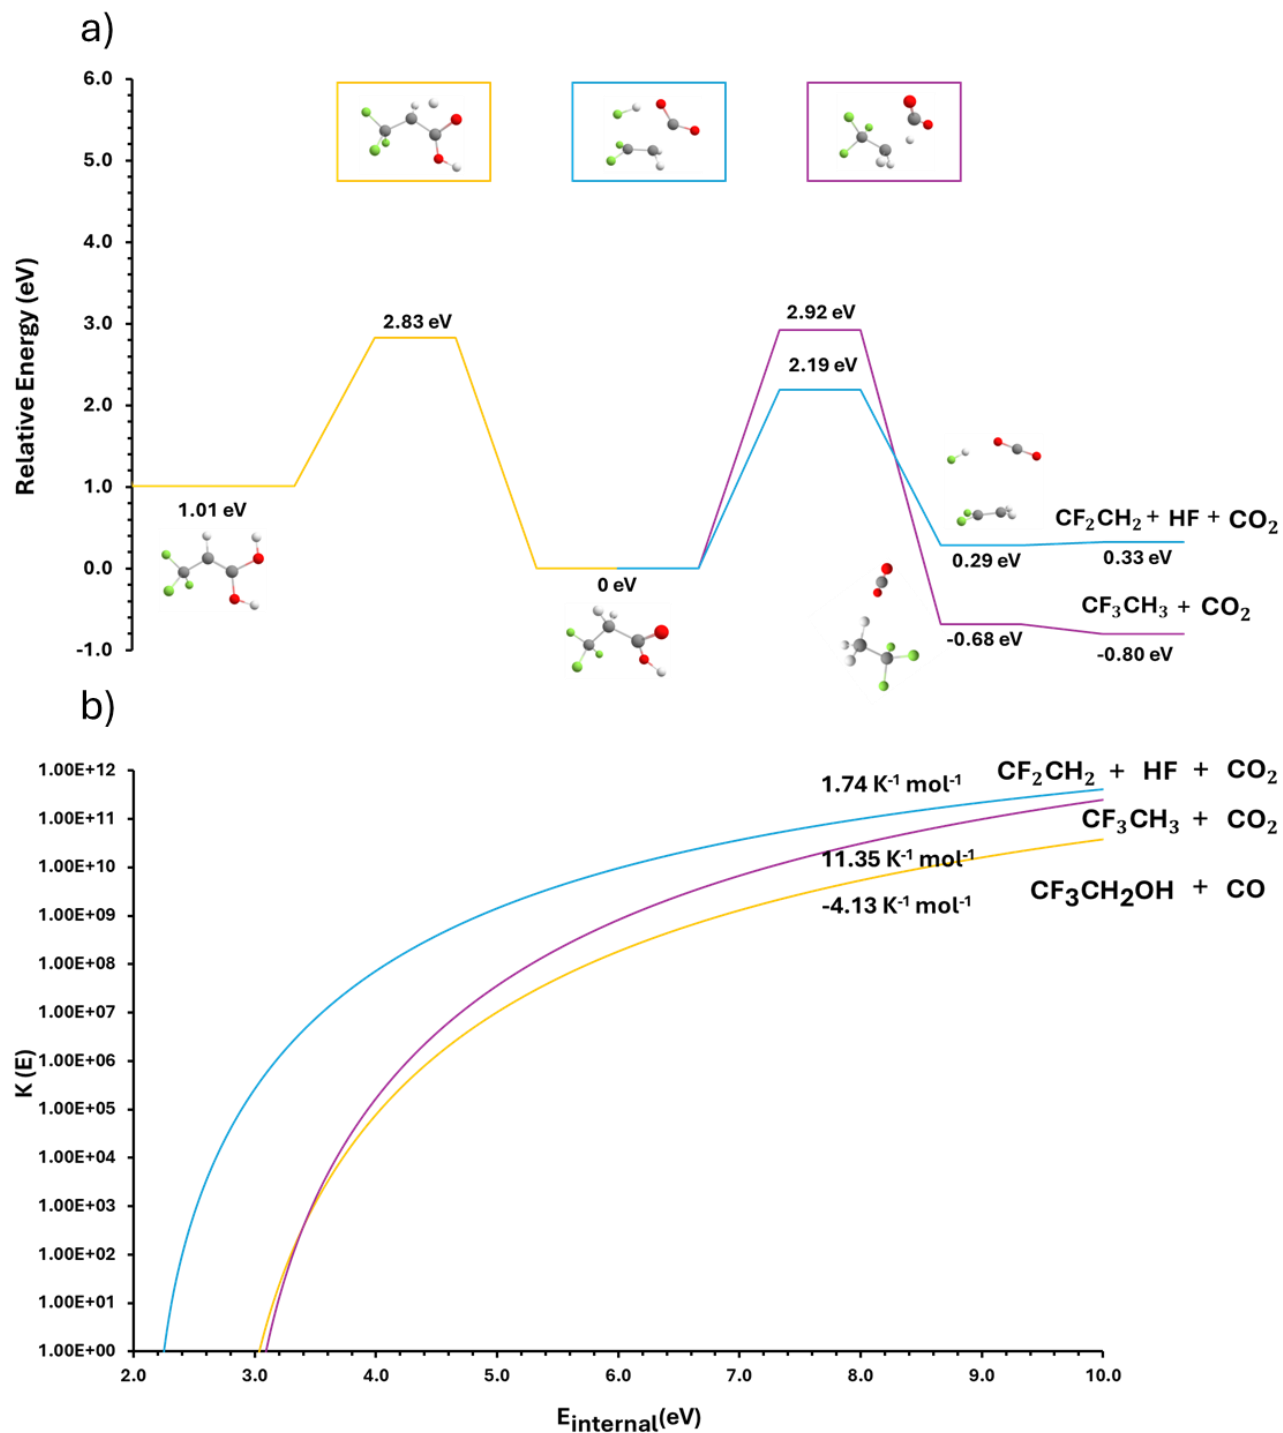 a)
6.0
5.0
4.0
3.0
2.0
1.0
0.0
-1.0
Relative Energy (eV)
2.83 eV
2.92 eV
2.19 eV
1.01 eV
0 eV
CF₂CH₂ + HF + CO₂
0.29 eV
0.33 eV
CF₃CH₃ + CO₂
-0.68 eV
-0.80 eV
b)
1.00E+12
1.00E+11
1.00E+10
1.00E+09
1.00E+08
1.00E+07
1.00E+06
1.00E+05
1.00E+04
1.00E+03
1.00E+02
1.00E+01
1.00E+00
K (E)
1.74 K⁻¹ mol⁻¹
CF₂CH₂ + HF + CO₂
CF₃CH₃ + CO₂
11.35 K⁻¹ mol⁻¹
-4.13 K⁻¹ mol⁻¹
CF₃CH₂OH + CO
2.0 3.0 4.0 5.0 6.0 7.0 8.0 9.0 10.0
E internal (eV)